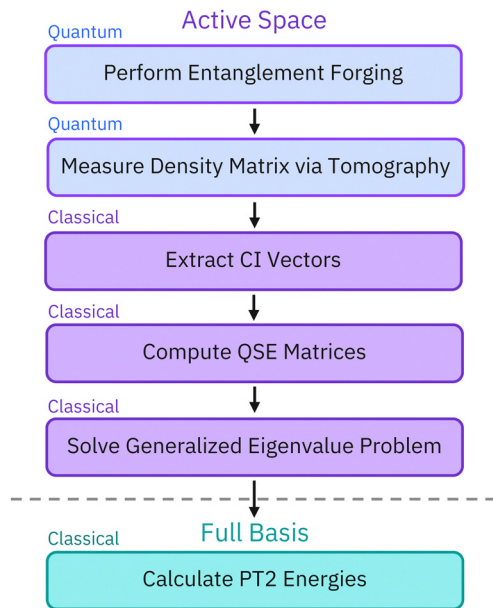 Active Space
Quantum
Perform Entanglement Forging
Quantum
Measure Density Matrix via Tomography
Classical
Extract CI Vectors
Classical
Compute QSE Matrices
Classical
Solve Generalized Eigenvalue Problem
Full Basis
Classical
Calculate PT2 Energies